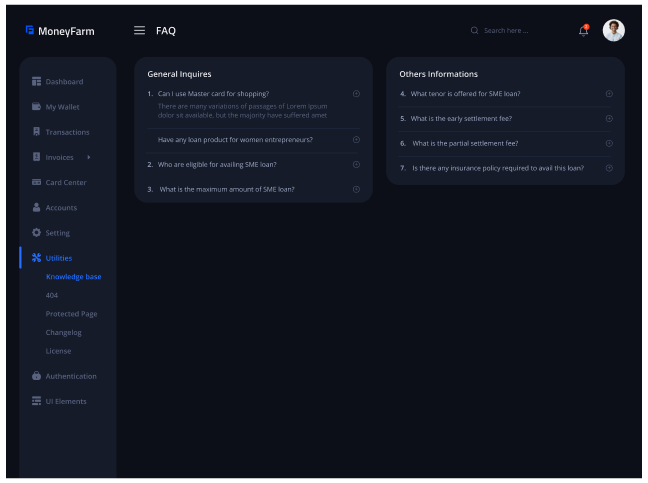 MoneyFarm
FAQ
Search here ...
Dashboard
My Wallet
Transactions
Invoices
Card Center
Accounts
Setting
Utilities
Knowledge base
404
Protected Page
Changelog
License
Authentication
UI Elements
General Inquires
1. Can I use Master card for shopping?
There are many variations of passages of Lorem Ipsum
dolor sit available, but the majority have suffered amet
Have any loan product for women entrepreneurs?
2. Who are eligible for availing SME loan?
3. What is the maximum amount of SME loan?
Others Informations
4. What tenor is offered for SME loan?
5. What is the early settlement fee?
6. What is the partial settlement fee?
7. Is there any insurance policy required to avail this loan?